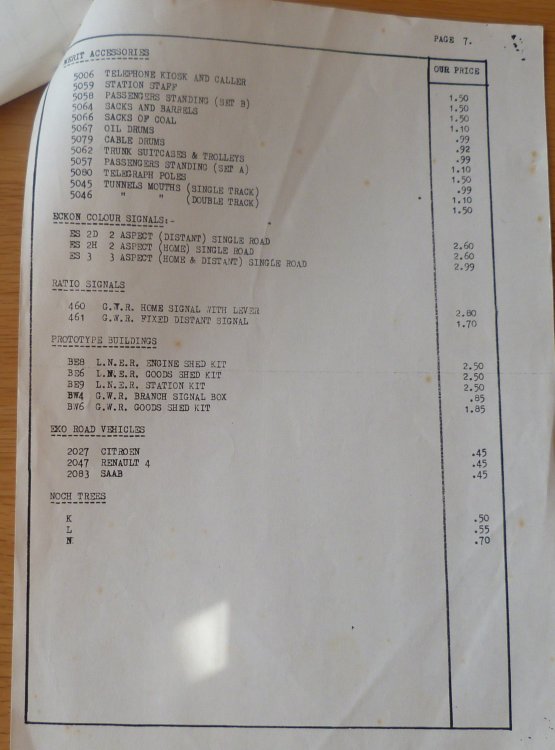 PAGE 7.
MERIT ACCESSORIES
OUR PRICE
5006 TELEPHONE KIOSK AND CALLER 1.50
5059 STATION STAFF 1.50
5058 PASSENGERS STANDING (SET B) 1.50
5064 SACKS AND BARRELS 1.10
5066 SACKS OF COAL .99
5067 OIL DRUMS .92
5079 CABLE DRUMS .99
5062 TRUNK SUITCASES & TROLLEYS 1.10
5057 PASSENGERS STANDING (SET A) 1.50
5080 TELEGRAPH POLES .99
5045 TUNNELS MOUTHS (SINGLE TRACK) 1.10
5046 " " (DOUBLE TRACK) 1.50
ECKON COLOUR SIGNALS:-
ES 2D 2 ASPECT (DISTANT) SINGLE ROAD 2.60
ES 2H 2 ASPECT (HOME) SINGLE ROAD 2.60
ES 3 3 ASPECT (HOME & DISTANT) SINGLE ROAD 2.99
RATIO SIGNALS
460 G.W.R. HOME SIGNAL WITH LEVER 2.80
461 G.W.R. FIXED DISTANT SIGNAL 1.70
PROTOTYPE BUILDINGS
BE8 L.N.E.R. ENGINE SHED KIT 2.50
BE6 L.N.E.R. GOODS SHED KIT 2.50
BE9 L.N.E.R. STATION KIT 2.50
BW4 G.W.R. BRANCH SIGNAL BOX .85
BW6 G.W.R. GOODS SHED KIT 1.85
EKO ROAD VEHICLES
2027 CITROEN .45
2047 RENAULT 4 .45
2083 SAAB .45
NOCH TREES
K .50
L .55
N .70